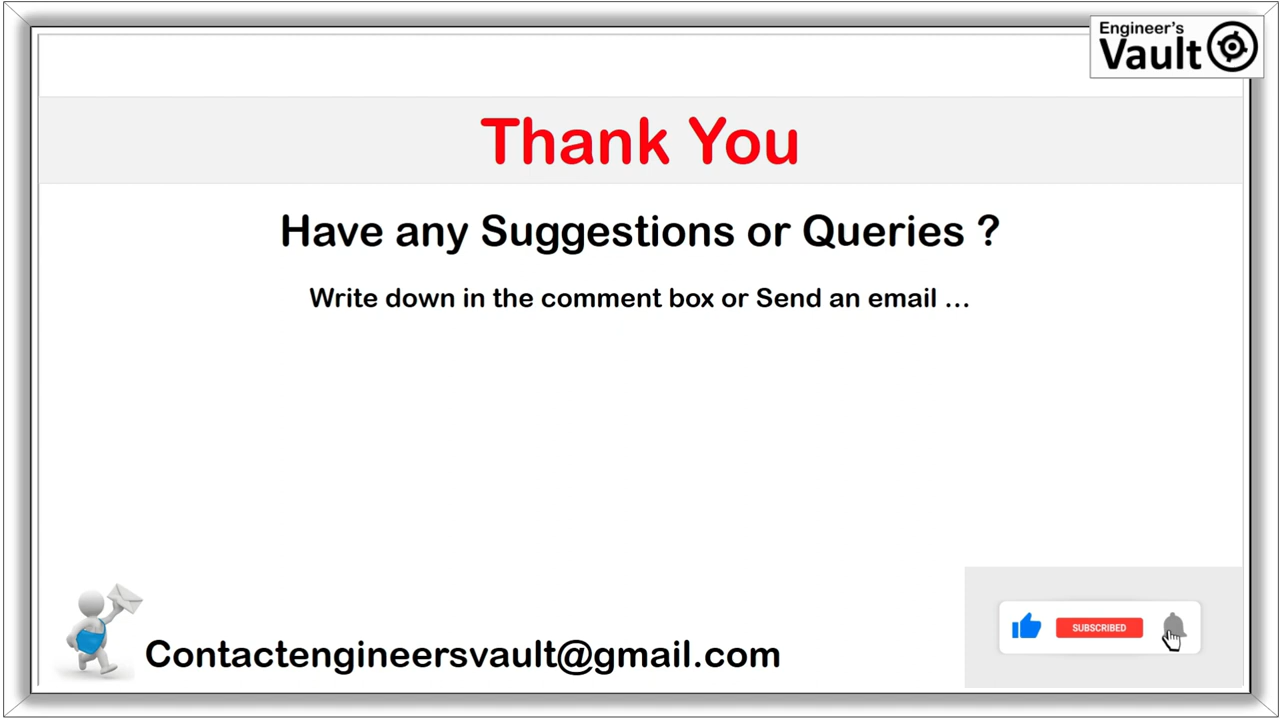 Engineer's
Vault
Thank You
Have any Suggestions or Queries ?
Write down in the comment box or Send an email ...
SUBSCRIBED
Contactengineersvault@gmail.com